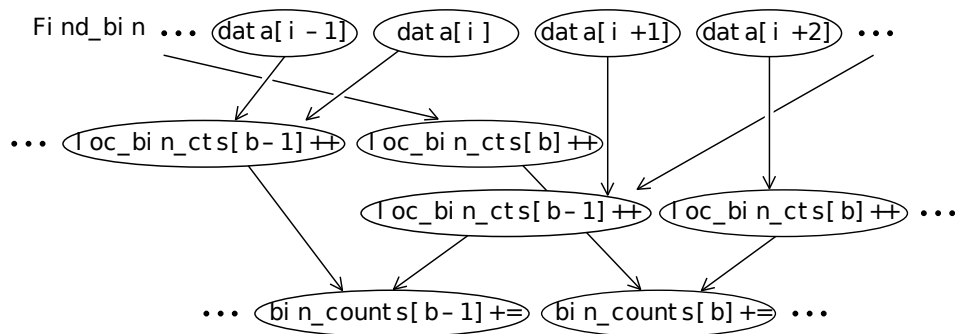 Find_bin ••• data[i-1] data[i] data[i+1] data[i+2] •••
••• loc_bin_cts[b-1]++ loc_bin_cts[b]++
loc_bin_cts[b-1]++ loc_bin_cts[b]++ •••
••• bin_counts[b-1]+= bin_counts[b]+= •••